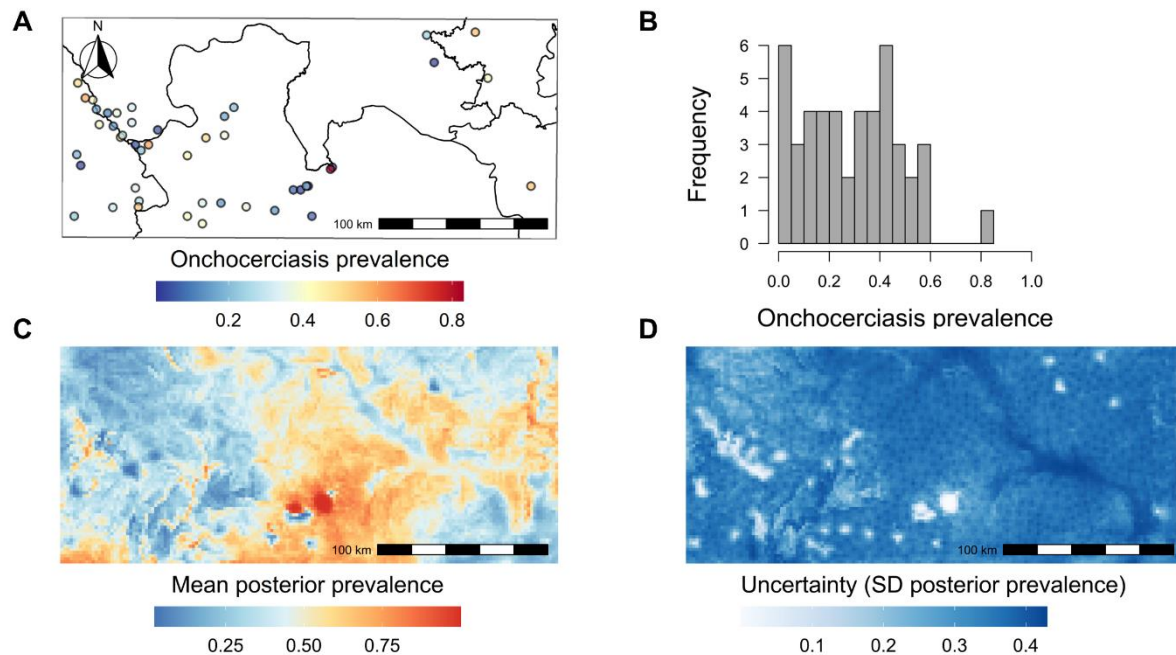 A
N
100 km
Onchocerciasis prevalence
0.2 0.4 0.6 0.8
B
Frequency
6
5
4
3
2
1
0
0.0 0.2 0.4 0.6 0.8 1.0
Onchocerciasis prevalence
C
100 km
Mean posterior prevalence
0.25 0.50 0.75
D
100 km
Uncertainty (SD posterior prevalence)
0.1 0.2 0.3 0.4